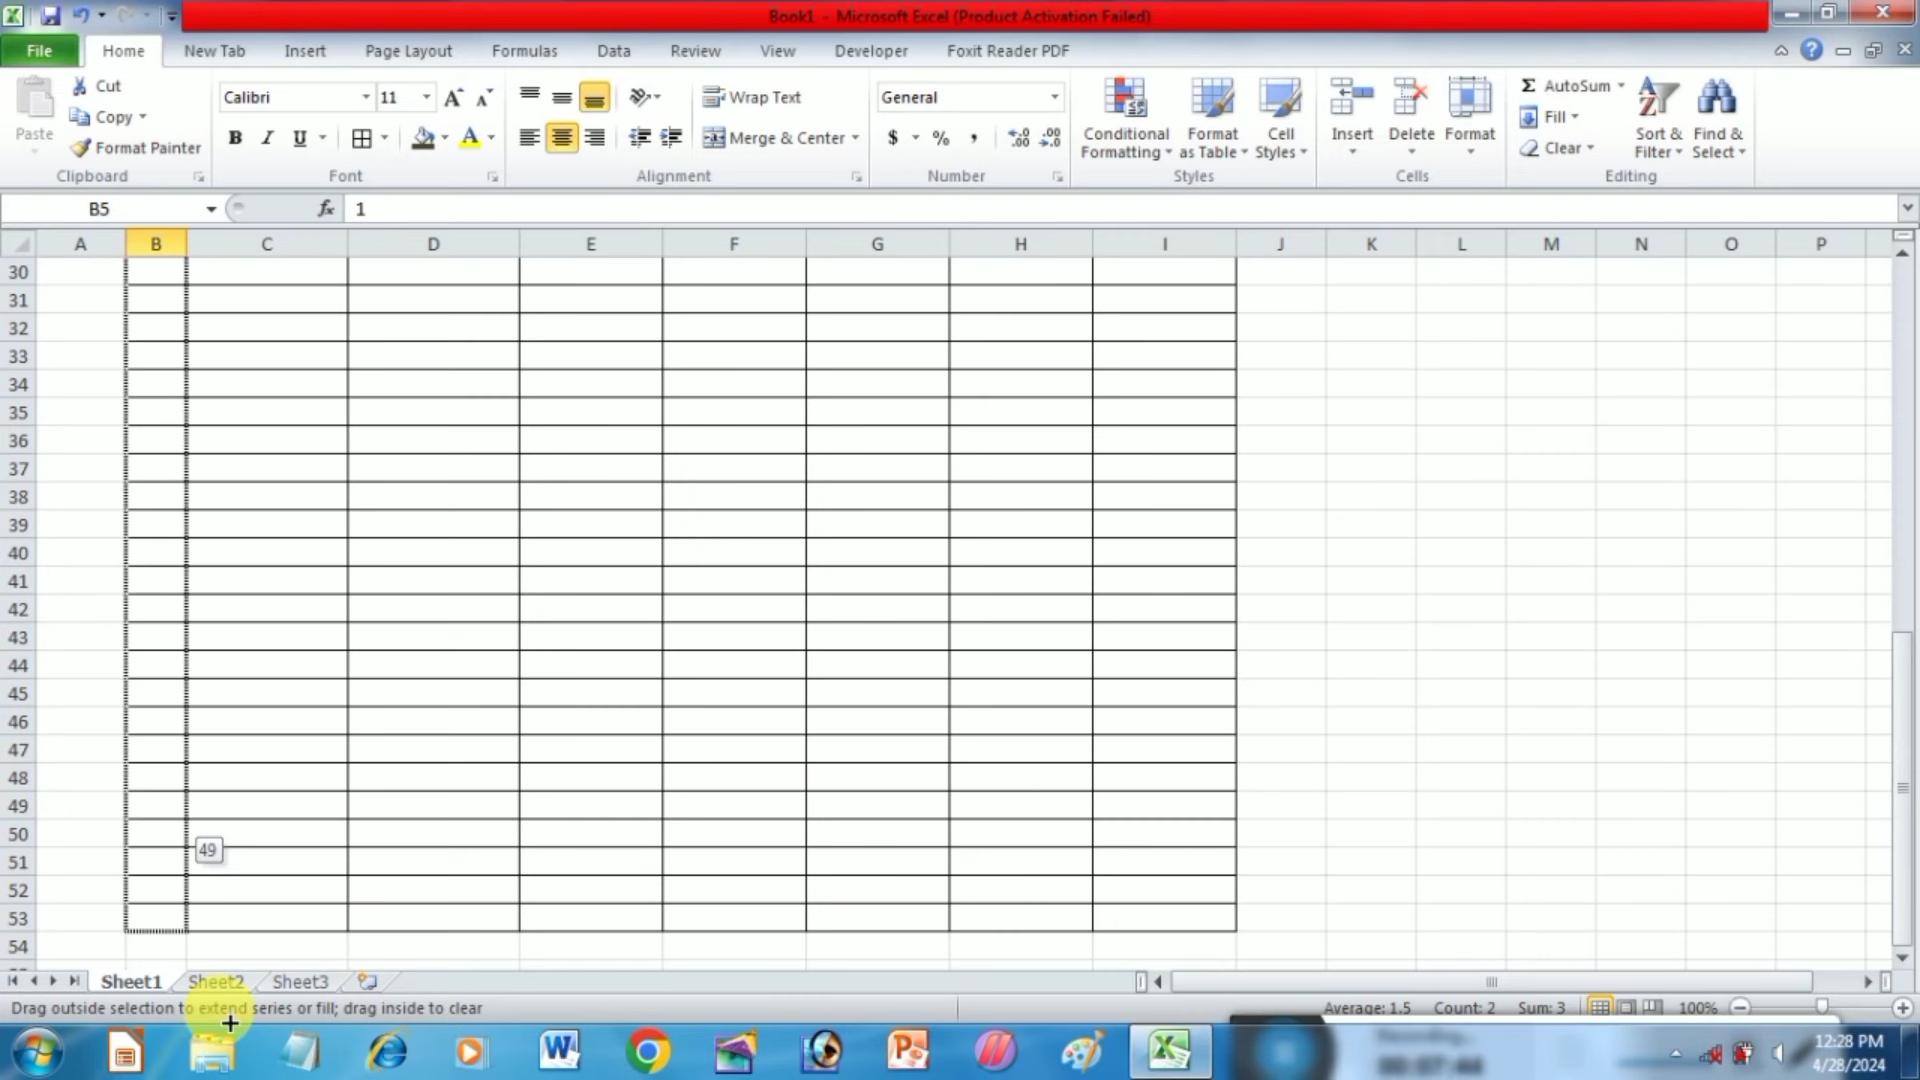 Book1 - Microsoft Excel (Product Activation Failed)
File Home New Tab Insert Page Layout Formulas Data Review View Developer Foxit Reader PDF
Paste
Cut
Copy
Format Painter
Clipboard
Calibri 11
B I U A
Font
Wrap Text
Merge & Center
Alignment
General
$ % ,
Number
Conditional Formatting
Format as Table
Cell Styles
Styles
Insert
Delete
Format
Cells
Σ AutoSum
Fill
Clear
Sort & Filter
Find & Select
Editing
B5 fx 1
A B C D E F G H I J K L M N O P
30
31
32
33
34
35
36
37
38
39
40
41
42
43
44
45
46
47
48
49
50
49
51
52
53
54
Sheet1 Sheet2 Sheet3
Drag outside selection to extend series or fill; drag inside to clear
Average: 1.5 Count: 2 Sum: 3 100%
00:07:44
12:28 PM
4/28/2024